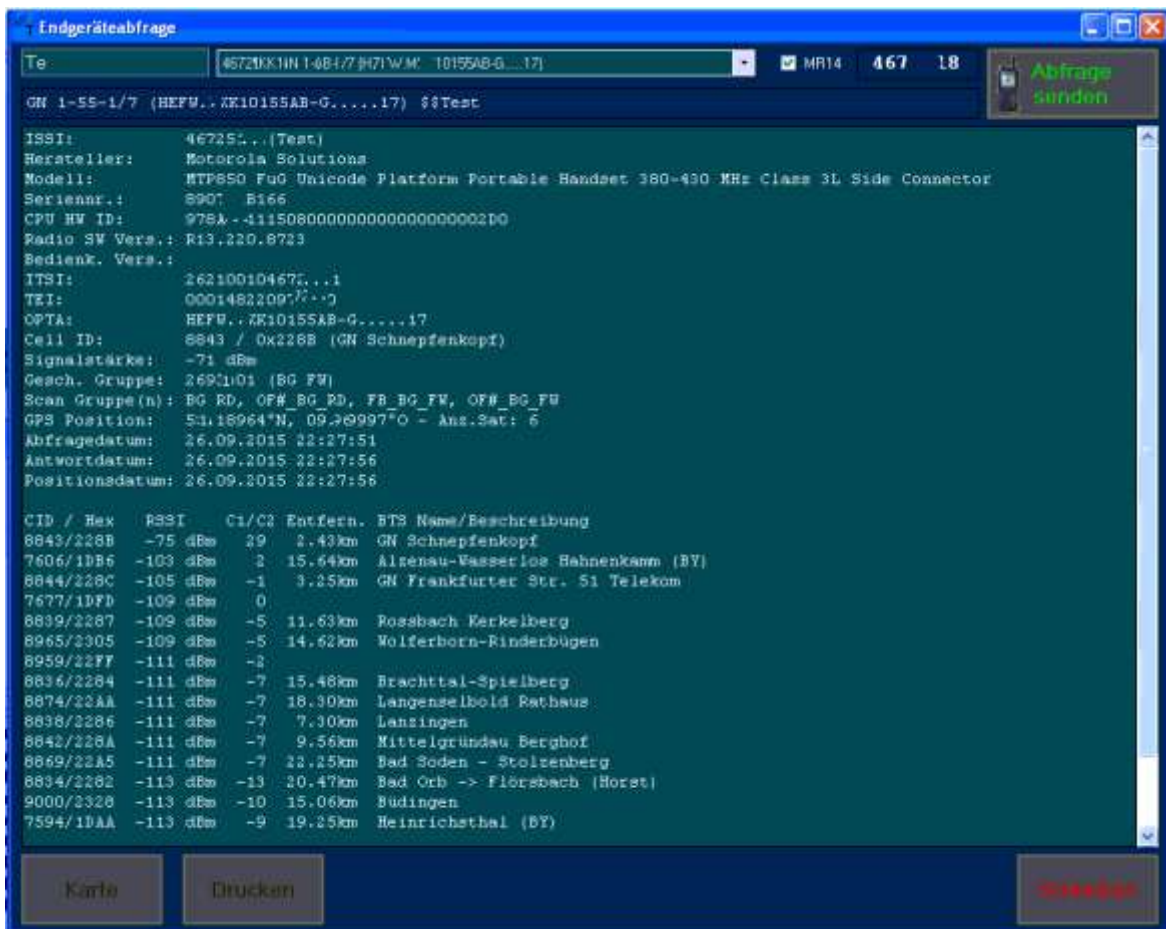 Endgeräteabfrage
Te
MR14 467 18
Abfrage
senden
GN 1-55-1/7 $$Test
ISSI: (Test)
Hersteller: Motorola Solutions
Modell: MTP850 FuG Unicode Platform Portable Handset 380-430 MHz Class 3L Side Connector
Seriennr.: B166
CPU HW ID:
Radio SW Vers.: R13.220.8723
Bedienk. Vers.:
ITSI:
TEI:
OPTA:
Cell ID: 8843 / 0x228B (GN Schnepfenkopf)
Signalstärke: -71 dBm
Gesch. Gruppe: (BG FW)
Scan Gruppe(n): BG RD, OF#_BG_RD, FB_BG_FW, OF#_BG_FW
GPS Position: - Anz.Sat: 6
Abfragedatum: 26.09.2015 22:27:51
Antwortdatum: 26.09.2015 22:27:56
Positionsdatum: 26.09.2015 22:27:56
CID / Hex RSSI C1/C2 Entfern. BTS Name/Beschreibung
8843/228B -75 dBm 29 2.43km GN Schnepfenkopf
7606/1DB6 -103 dBm 2 15.64km Alzenau-Wasserlos Hahnenkamm (BY)
8844/228C -105 dBm -1 3.25km GN Frankfurter Str. 51 Telekom
7677/1DFD -109 dBm 0
8839/2287 -109 dBm -5 11.63km Rossbach Kerkelberg
8965/2305 -109 dBm -5 14.62km Wolferborn-Rinderbügen
8959/22FF -111 dBm -2
8836/2284 -111 dBm -7 15.48km Brachttal-Spielberg
8874/22AA -111 dBm -7 18.30km Langenselbold Rathaus
8838/2286 -111 dBm -7 7.30km Lanzingen
8842/228A -111 dBm -7 9.56km Mittelgründau Berghof
8869/22A5 -111 dBm -7 22.25km Bad Soden - Stolzenberg
8834/2282 -113 dBm -13 20.47km Bad Orb -> Flörsbach (Horst)
9000/2328 -113 dBm -10 15.06km Büdingen
7594/1DAA -113 dBm -9 19.25km Heinrichsthal (BY)
Karte Drucken